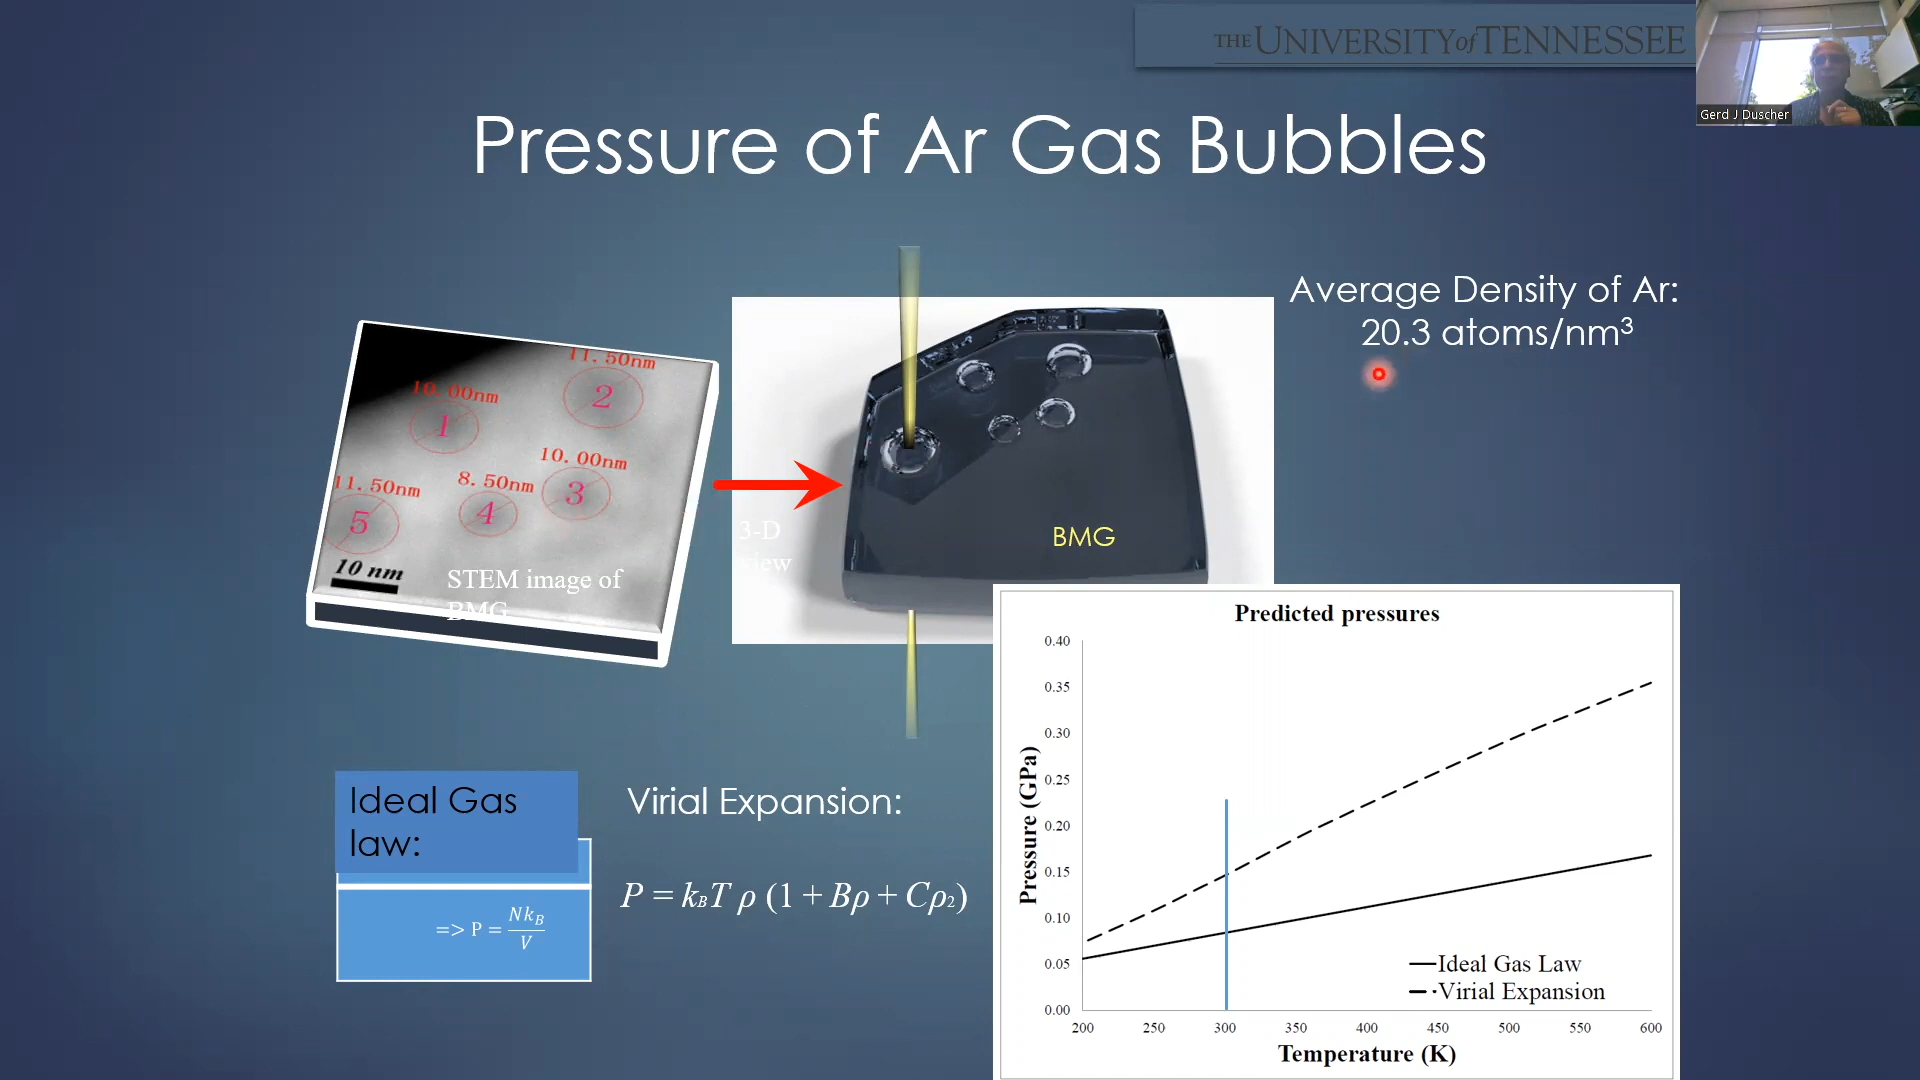 THE UNIVERSITY of TENNESSEE
Gerd J Duscher
Pressure of Ar Gas Bubbles
Average Density of Ar:
20.3 atoms/nm³
11.50nm
2
10.00nm
1
10.00nm
3
8.50nm
4
11.50nm
5
10 nm
STEM image of
BMG
3-D
view
BMG
Ideal Gas
law:
=> P = Nk_B / V
Virial Expansion:
P = k_BT ρ (1 + Bρ + Cρ₂)
Predicted pressures
Pressure (GPa)
0.40
0.35
0.30
0.25
0.20
0.15
0.10
0.05
0.00
Ideal Gas Law
Virial Expansion
200 250 300 350 400 450 500 550 600
Temperature (K)